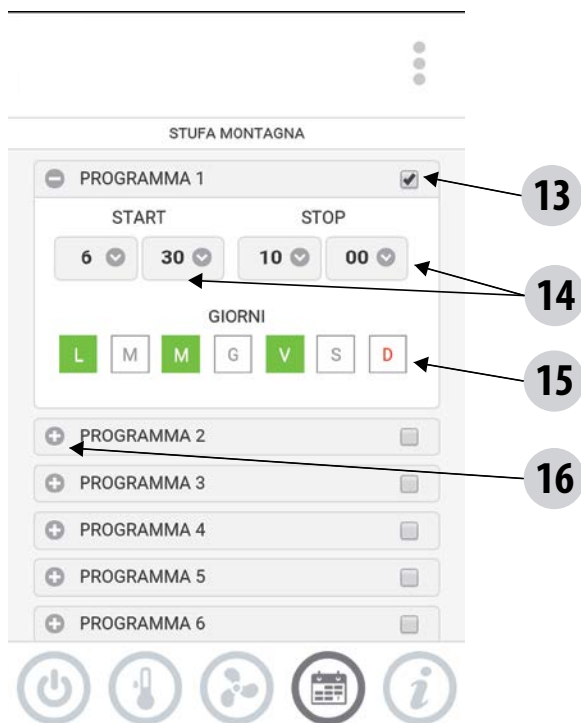 STUFA MONTAGNA
PROGRAMMA 1
13
START STOP
6 30 10 00
14
GIORNI
L M M G V S D
15
PROGRAMMA 2
16
PROGRAMMA 3
PROGRAMMA 4
PROGRAMMA 5
PROGRAMMA 6
i